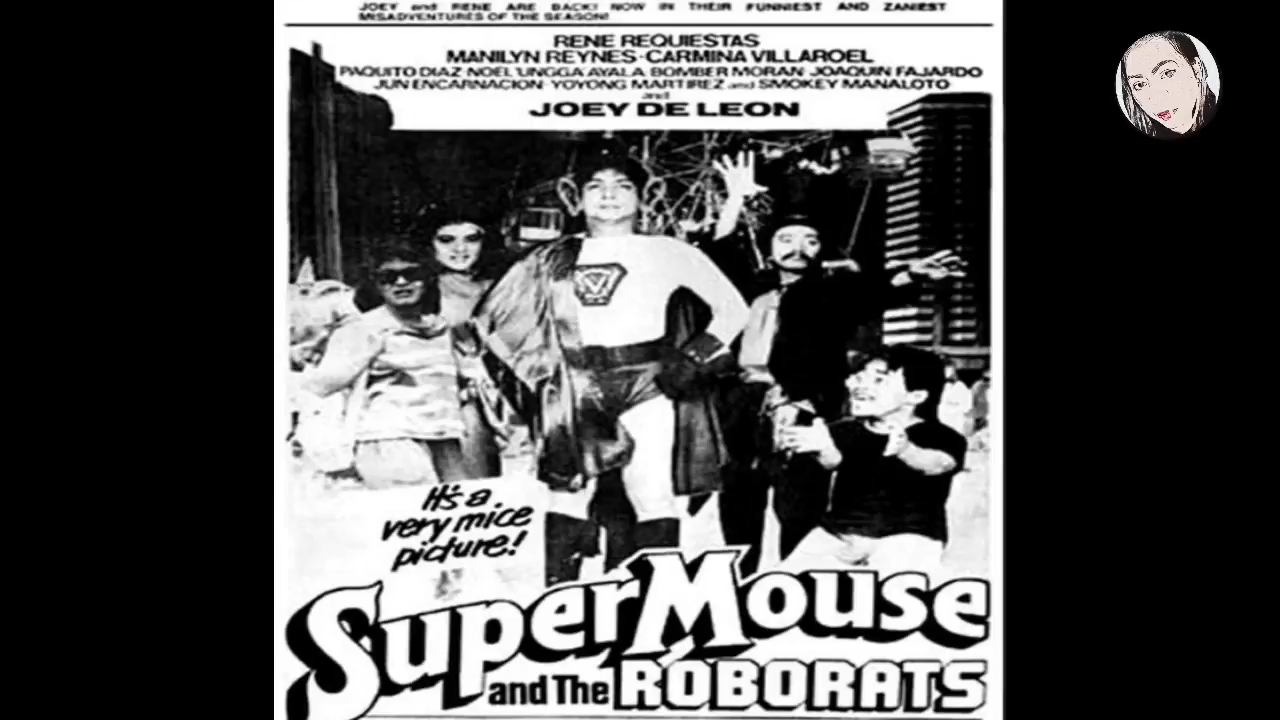 JOEY and RENE ARE BACK! NOW IN THEIR FUNNIEST AND ZANIEST
MISADVENTURES OF THE SEASON!
RENE REQUIESTAS
MANILYN REYNES · CARMINA VILLAROEL
PAQUITO DIAZ · NOEL 'UNGGA' AYALA · BOMBER MORAN · JOAQUIN FAJARDO
JUN ENCARNACION · YOYONG MARTIREZ and SMOKEY MANALOTO
and
JOEY DE LEON
It's a
very mice
picture!
SUPER MOUSE
and The ROBORATS